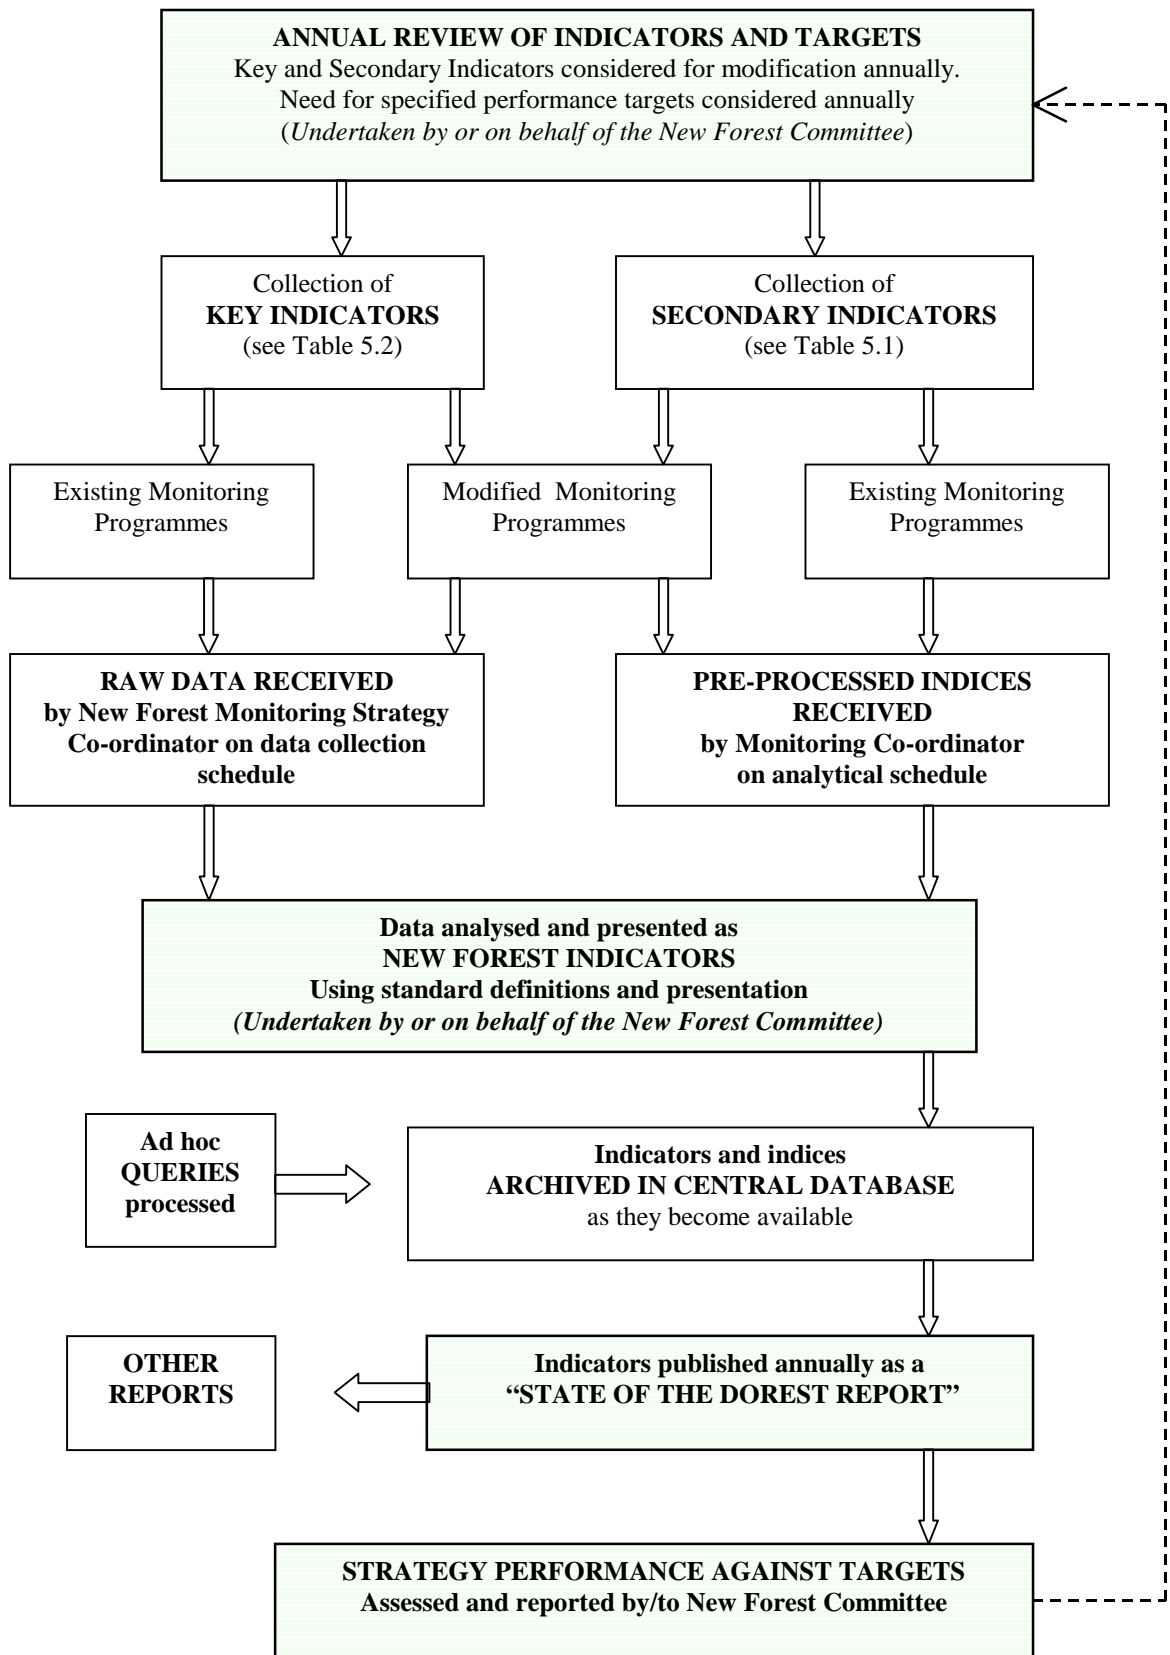 ANNUAL REVIEW OF INDICATORS AND TARGETS
Key and Secondary Indicators considered for modification annually.
Need for specified performance targets considered annually
(Undertaken by or on behalf of the New Forest Committee)
Collection of
KEY INDICATORS
(see Table 5.2)
Collection of
SECONDARY INDICATORS
(see Table 5.1)
Existing Monitoring
Programmes
Modified Monitoring
Programmes
Existing Monitoring
Programmes
RAW DATA RECEIVED
by New Forest Monitoring Strategy
Co-ordinator on data collection
schedule
PRE-PROCESSED INDICES
RECEIVED
by Monitoring Co-ordinator
on analytical schedule
Data analysed and presented as
NEW FOREST INDICATORS
Using standard definitions and presentation
(Undertaken by or on behalf of the New Forest Committee)
Ad hoc
QUERIES
processed
Indicators and indices
ARCHIVED IN CENTRAL DATABASE
as they become available
OTHER
REPORTS
Indicators published annually as a
“STATE OF THE DOREST REPORT”
STRATEGY PERFORMANCE AGAINST TARGETS
Assessed and reported by/to New Forest Committee